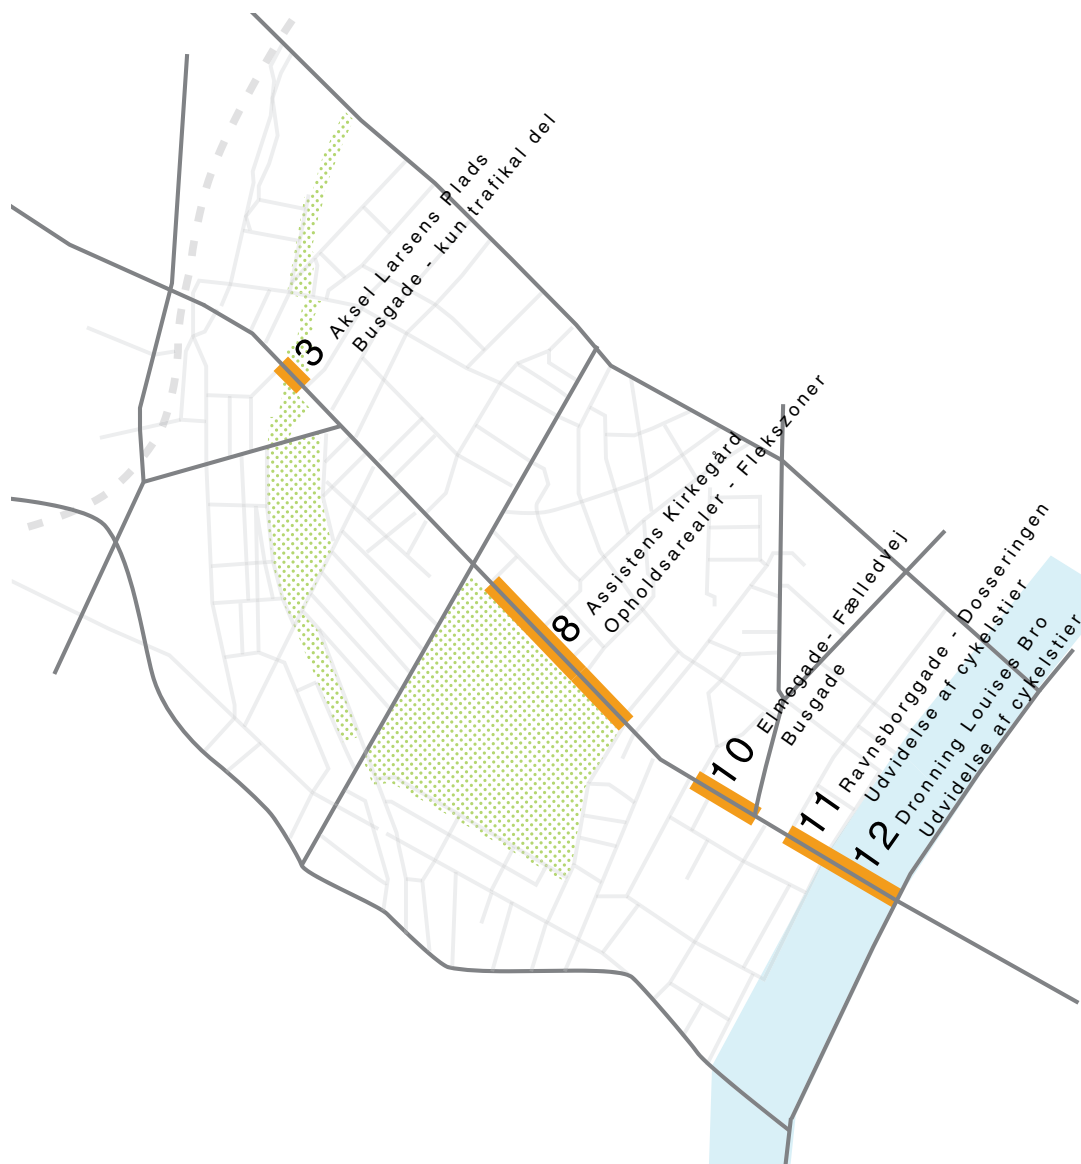 3 Aksel Larsens Plads
Busgade - kun trafikal del
8 Assistens Kirkegård
Opholdsarealer - Flekszoner
10 Elmegade- Fælledvej
Busgade
11 Ravnsborggade - Dosseringen
Udvidelse af cykelstier
12 Dronning Louises Bro
Udvidelse af cykelstier